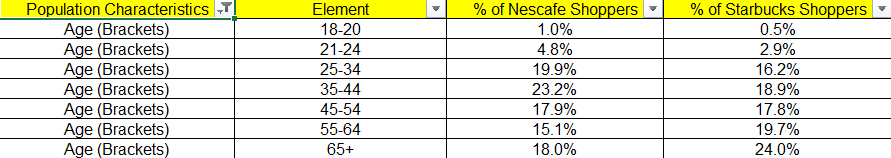 Population Characteristics Element % of Nescafe Shoppers % of Starbucks Shoppers
Age (Brackets) 18-20 1.0% 0.5%
Age (Brackets) 21-24 4.8% 2.9%
Age (Brackets) 25-34 19.9% 16.2%
Age (Brackets) 35-44 23.2% 18.9%
Age (Brackets) 45-54 17.9% 17.8%
Age (Brackets) 55-64 15.1% 19.7%
Age (Brackets) 65+ 18.0% 24.0%